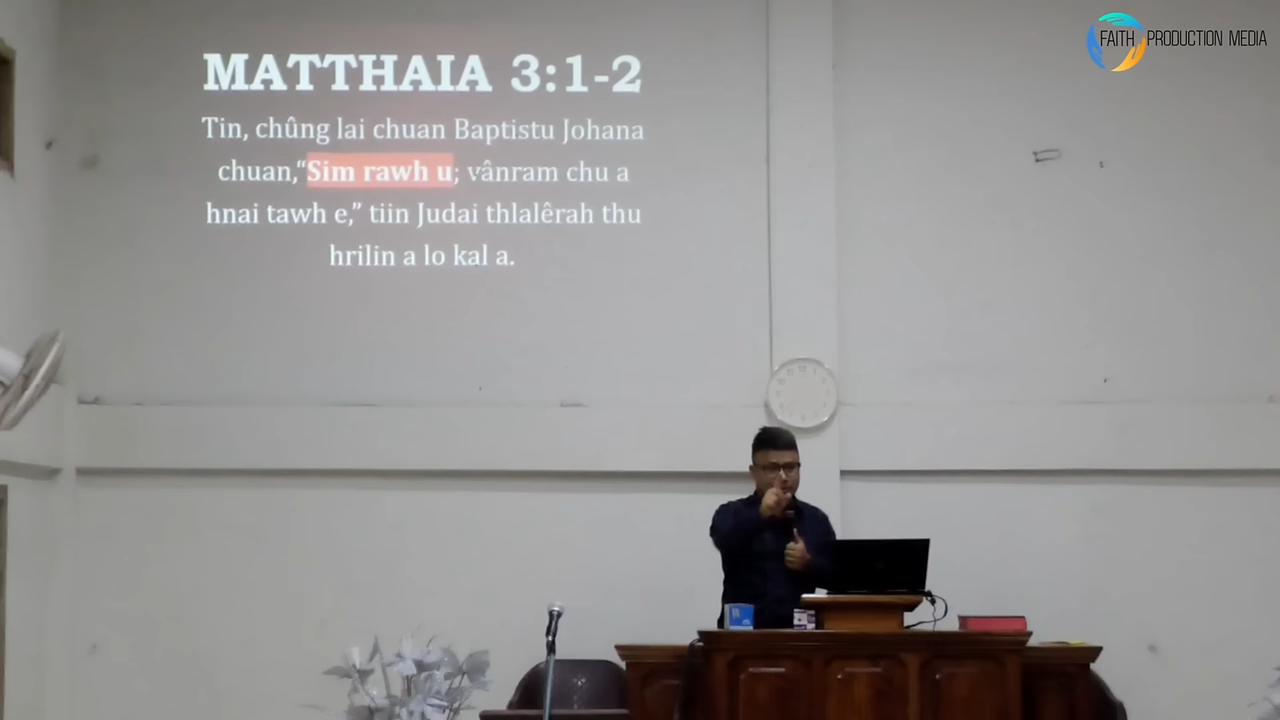 FAITH PRODUCTION MEDIA
MATTHAIA 3:1-2
Tin, chûng lai chuan Baptistu Johana
chuan,“Sim rawh u; vânram chu a
hnai tawh e,” tiin Judai thlalêrah thu
hrilin a lo kal a.